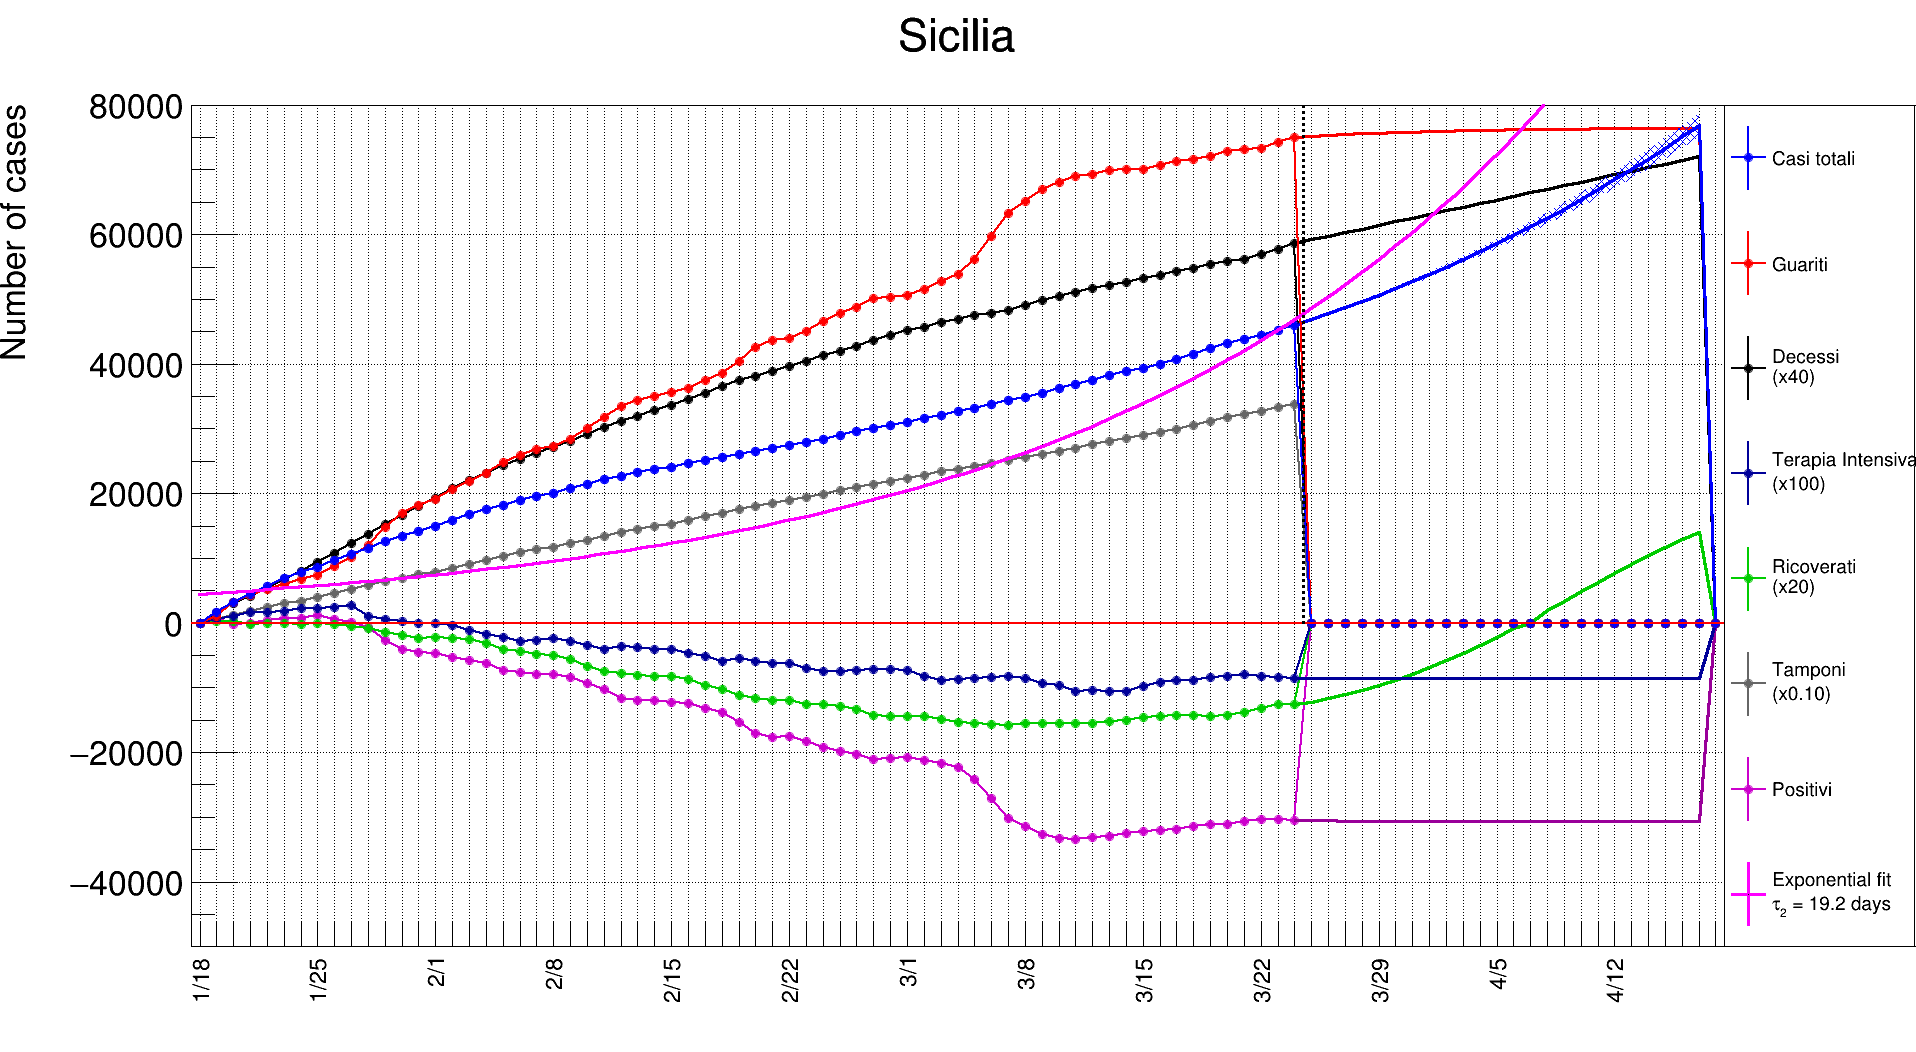 Sicilia
Number of cases
80000
60000
40000
20000
0
−20000
−40000
1/18
1/25
2/1
2/8
2/15
2/22
3/1
3/8
3/15
3/22
3/29
4/5
4/12
Casi totali
Guariti
Decessi
(x40)
Terapia Intensiva
(x100)
Ricoverati
(x20)
Tamponi
(x0.10)
Positivi
Exponential fit
τ2 = 19.2 days